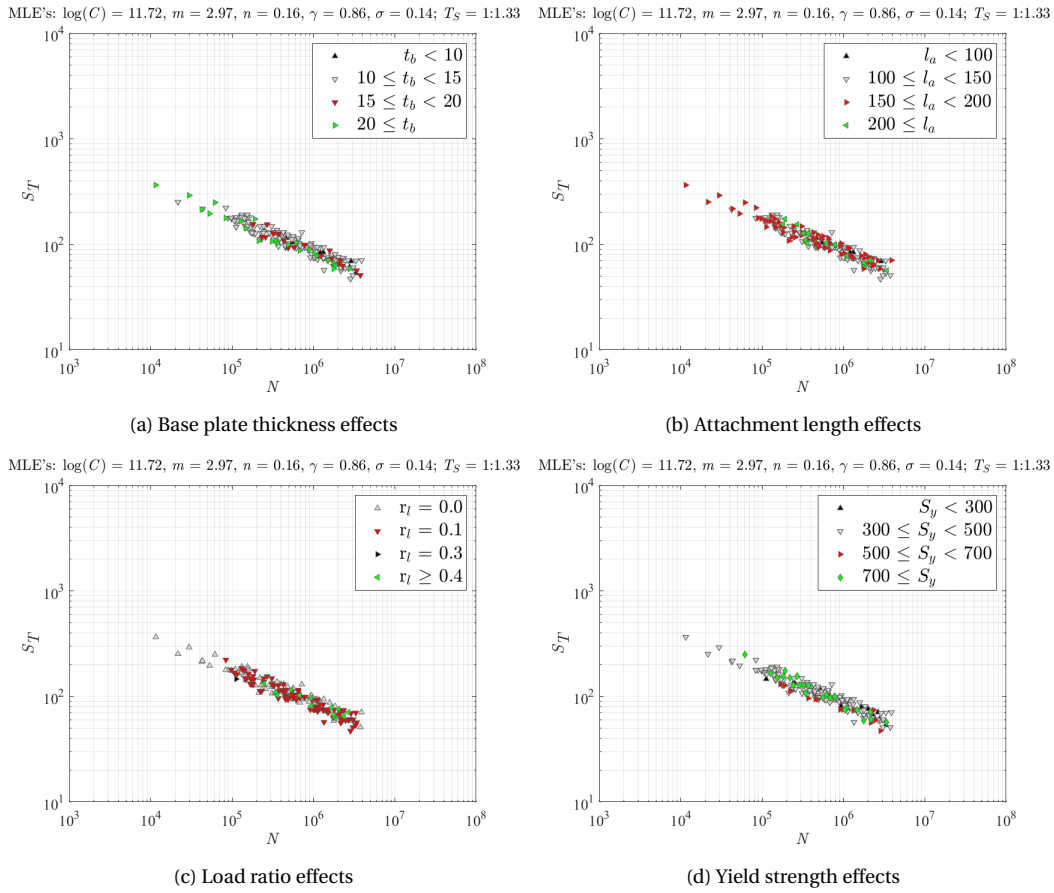 MLE's: log(C) = 11.72, m = 2.97, n = 0.16, γ = 0.86, σ = 0.14; T_S = 1:1.33
10^4
10^3
10^2
10^1
S_T
t_b < 10
10 ≤ t_b < 15
15 ≤ t_b < 20
20 ≤ t_b
10^3 10^4 10^5 10^6 10^7 10^8
N
(a) Base plate thickness effects
MLE's: log(C) = 11.72, m = 2.97, n = 0.16, γ = 0.86, σ = 0.14; T_S = 1:1.33
10^4
10^3
10^2
10^1
S_T
l_a < 100
100 ≤ l_a < 150
150 ≤ l_a < 200
200 ≤ l_a
10^3 10^4 10^5 10^6 10^7 10^8
N
(b) Attachment length effects
MLE's: log(C) = 11.72, m = 2.97, n = 0.16, γ = 0.86, σ = 0.14; T_S = 1:1.33
10^4
10^3
10^2
10^1
S_T
r_l = 0.0
r_l = 0.1
r_l = 0.3
r_l ≥ 0.4
10^3 10^4 10^5 10^6 10^7 10^8
N
(c) Load ratio effects
MLE's: log(C) = 11.72, m = 2.97, n = 0.16, γ = 0.86, σ = 0.14; T_S = 1:1.33
10^4
10^3
10^2
10^1
S_T
S_y < 300
300 ≤ S_y < 500
500 ≤ S_y < 700
700 ≤ S_y
10^3 10^4 10^5 10^6 10^7 10^8
N
(d) Yield strength effects